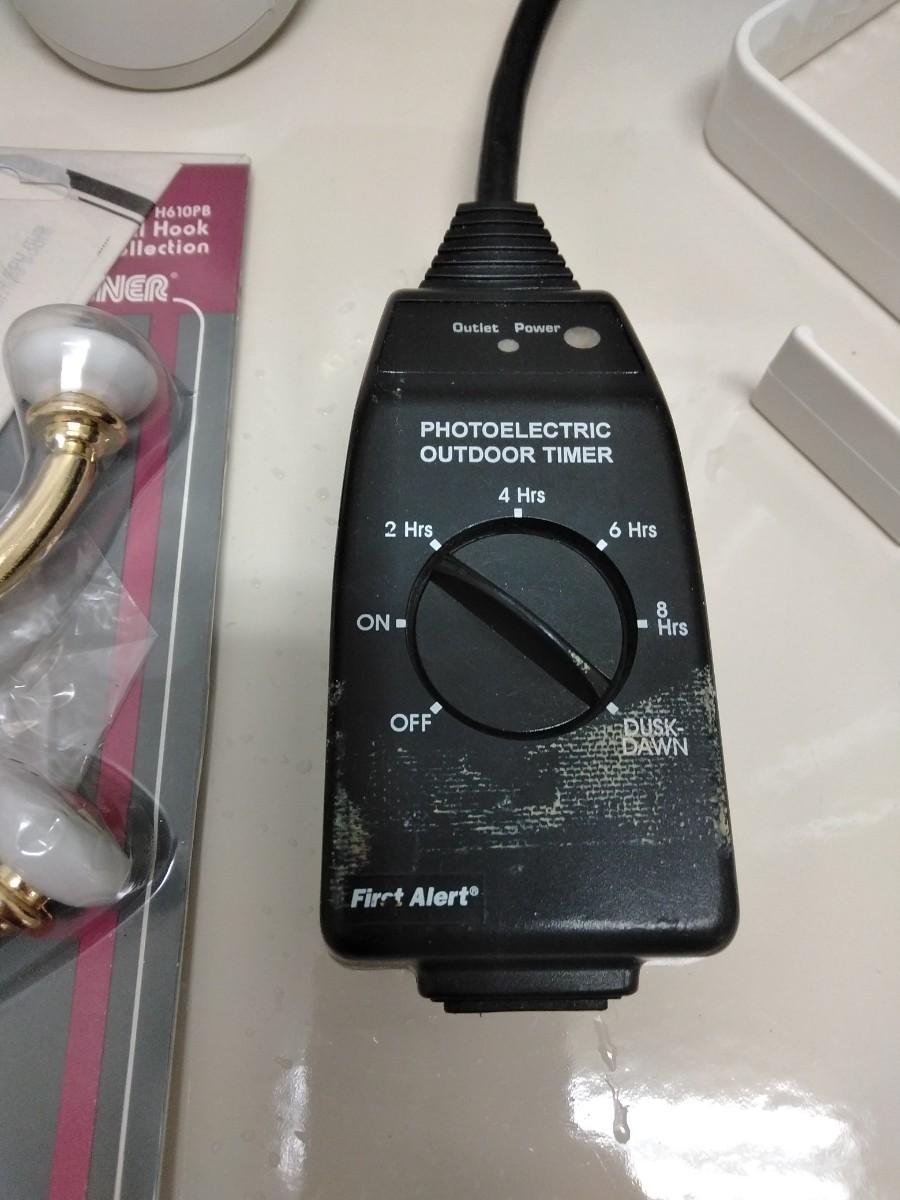 H610PB
l Hook
ollection
NER®
Outlet Power
PHOTOELECTRIC
OUTDOOR TIMER
4 Hrs
2 Hrs
6 Hrs
ON
8
Hrs
OFF
DUSK-
DAWN
First Alert®